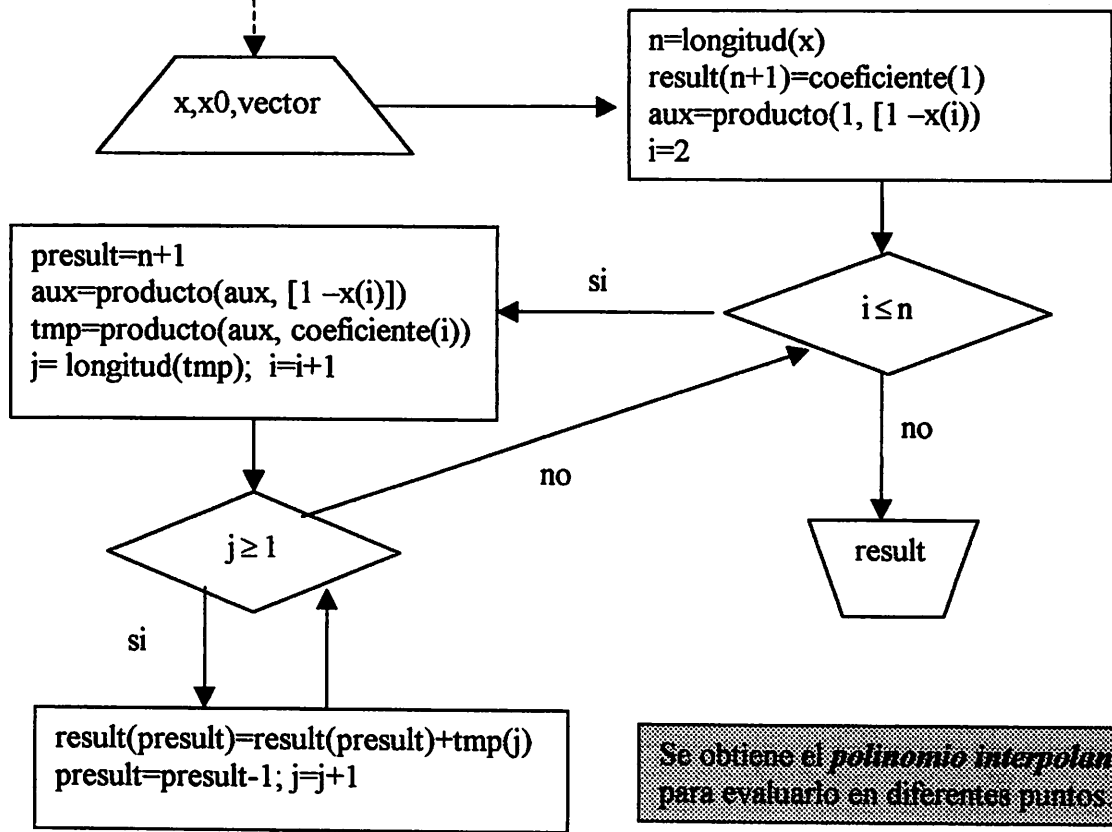 x,x0,vector
n=longitud(x)
result(n+1)=coeficiente(1)
aux=producto(1, [1 –x(i))
i=2
i ≤ n
si
no
presult=n+1
aux=producto(aux, [1 –x(i)])
tmp=producto(aux, coeficiente(i))
j= longitud(tmp); i=i+1
j ≥ 1
no
si
result
result(presult)=result(presult)+tmp(j)
presult=presult-1; j=j+1
Se obtiene el polinomio interpolan
para evaluarlo en diferentes puntos